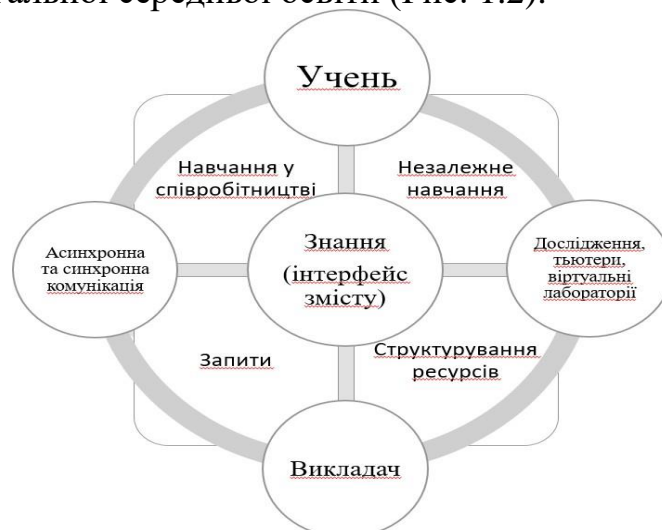 середньої освіти (Рис. 1.2).
Учень
Навчання у
співробітництві
Незалежне
навчання
Асинхронна
та синхронна
комунікація
Знання
(інтерфейс
змісту)
Дослідження,
тьютери,
віртуальні
лабораторії
Запити
Структурування
ресурсів
Викладач